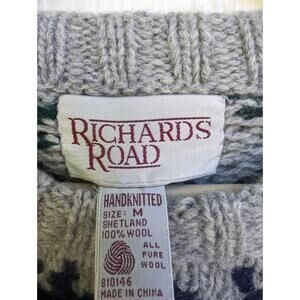 RICHARDS
ROAD
HANDKNITTED
SIZE: M
SHETLAND
100% WOOL
ALL
PURE
WOOL
810146
MADE IN CHINA